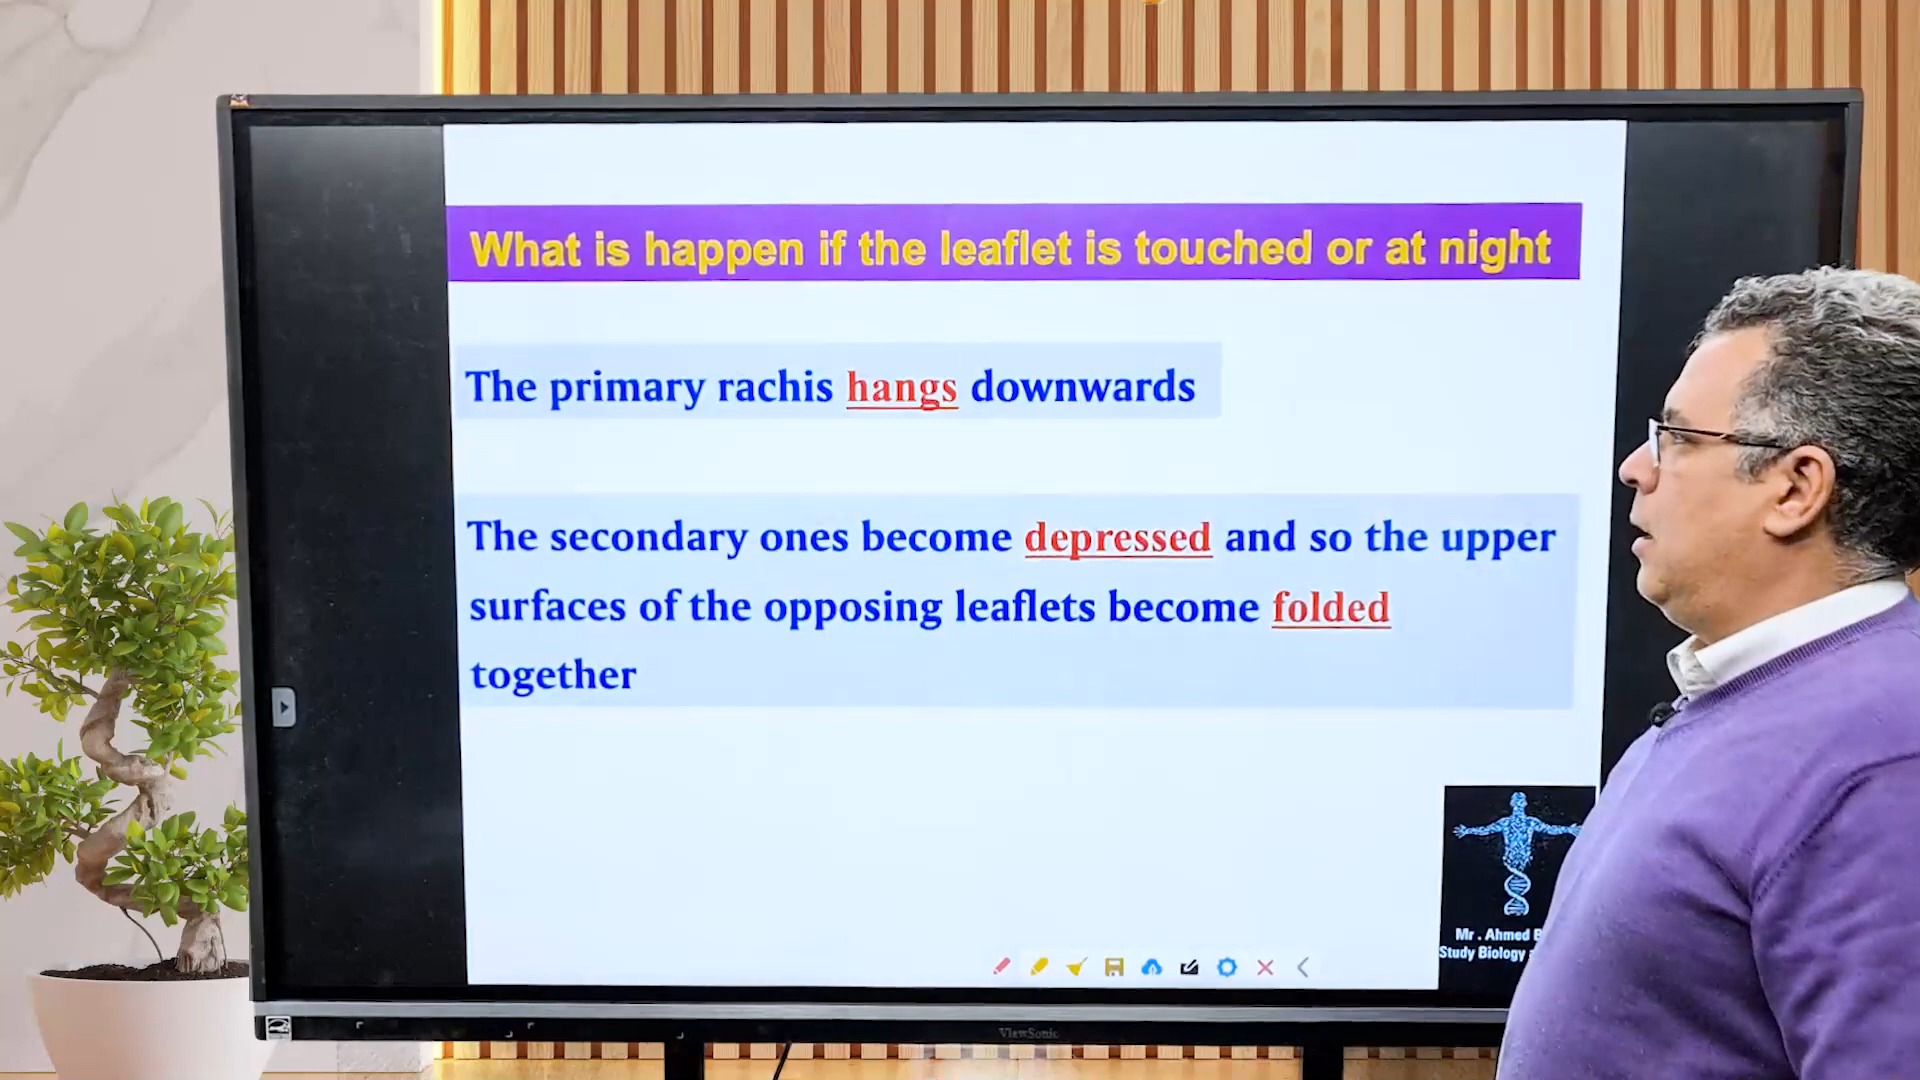 What is happen if the leaflet is touched or at night
The primary rachis hangs downwards
The secondary ones become depressed and so the upper
surfaces of the opposing leaflets become folded
together
Mr . Ahmed
Study Biology
ViewSonic